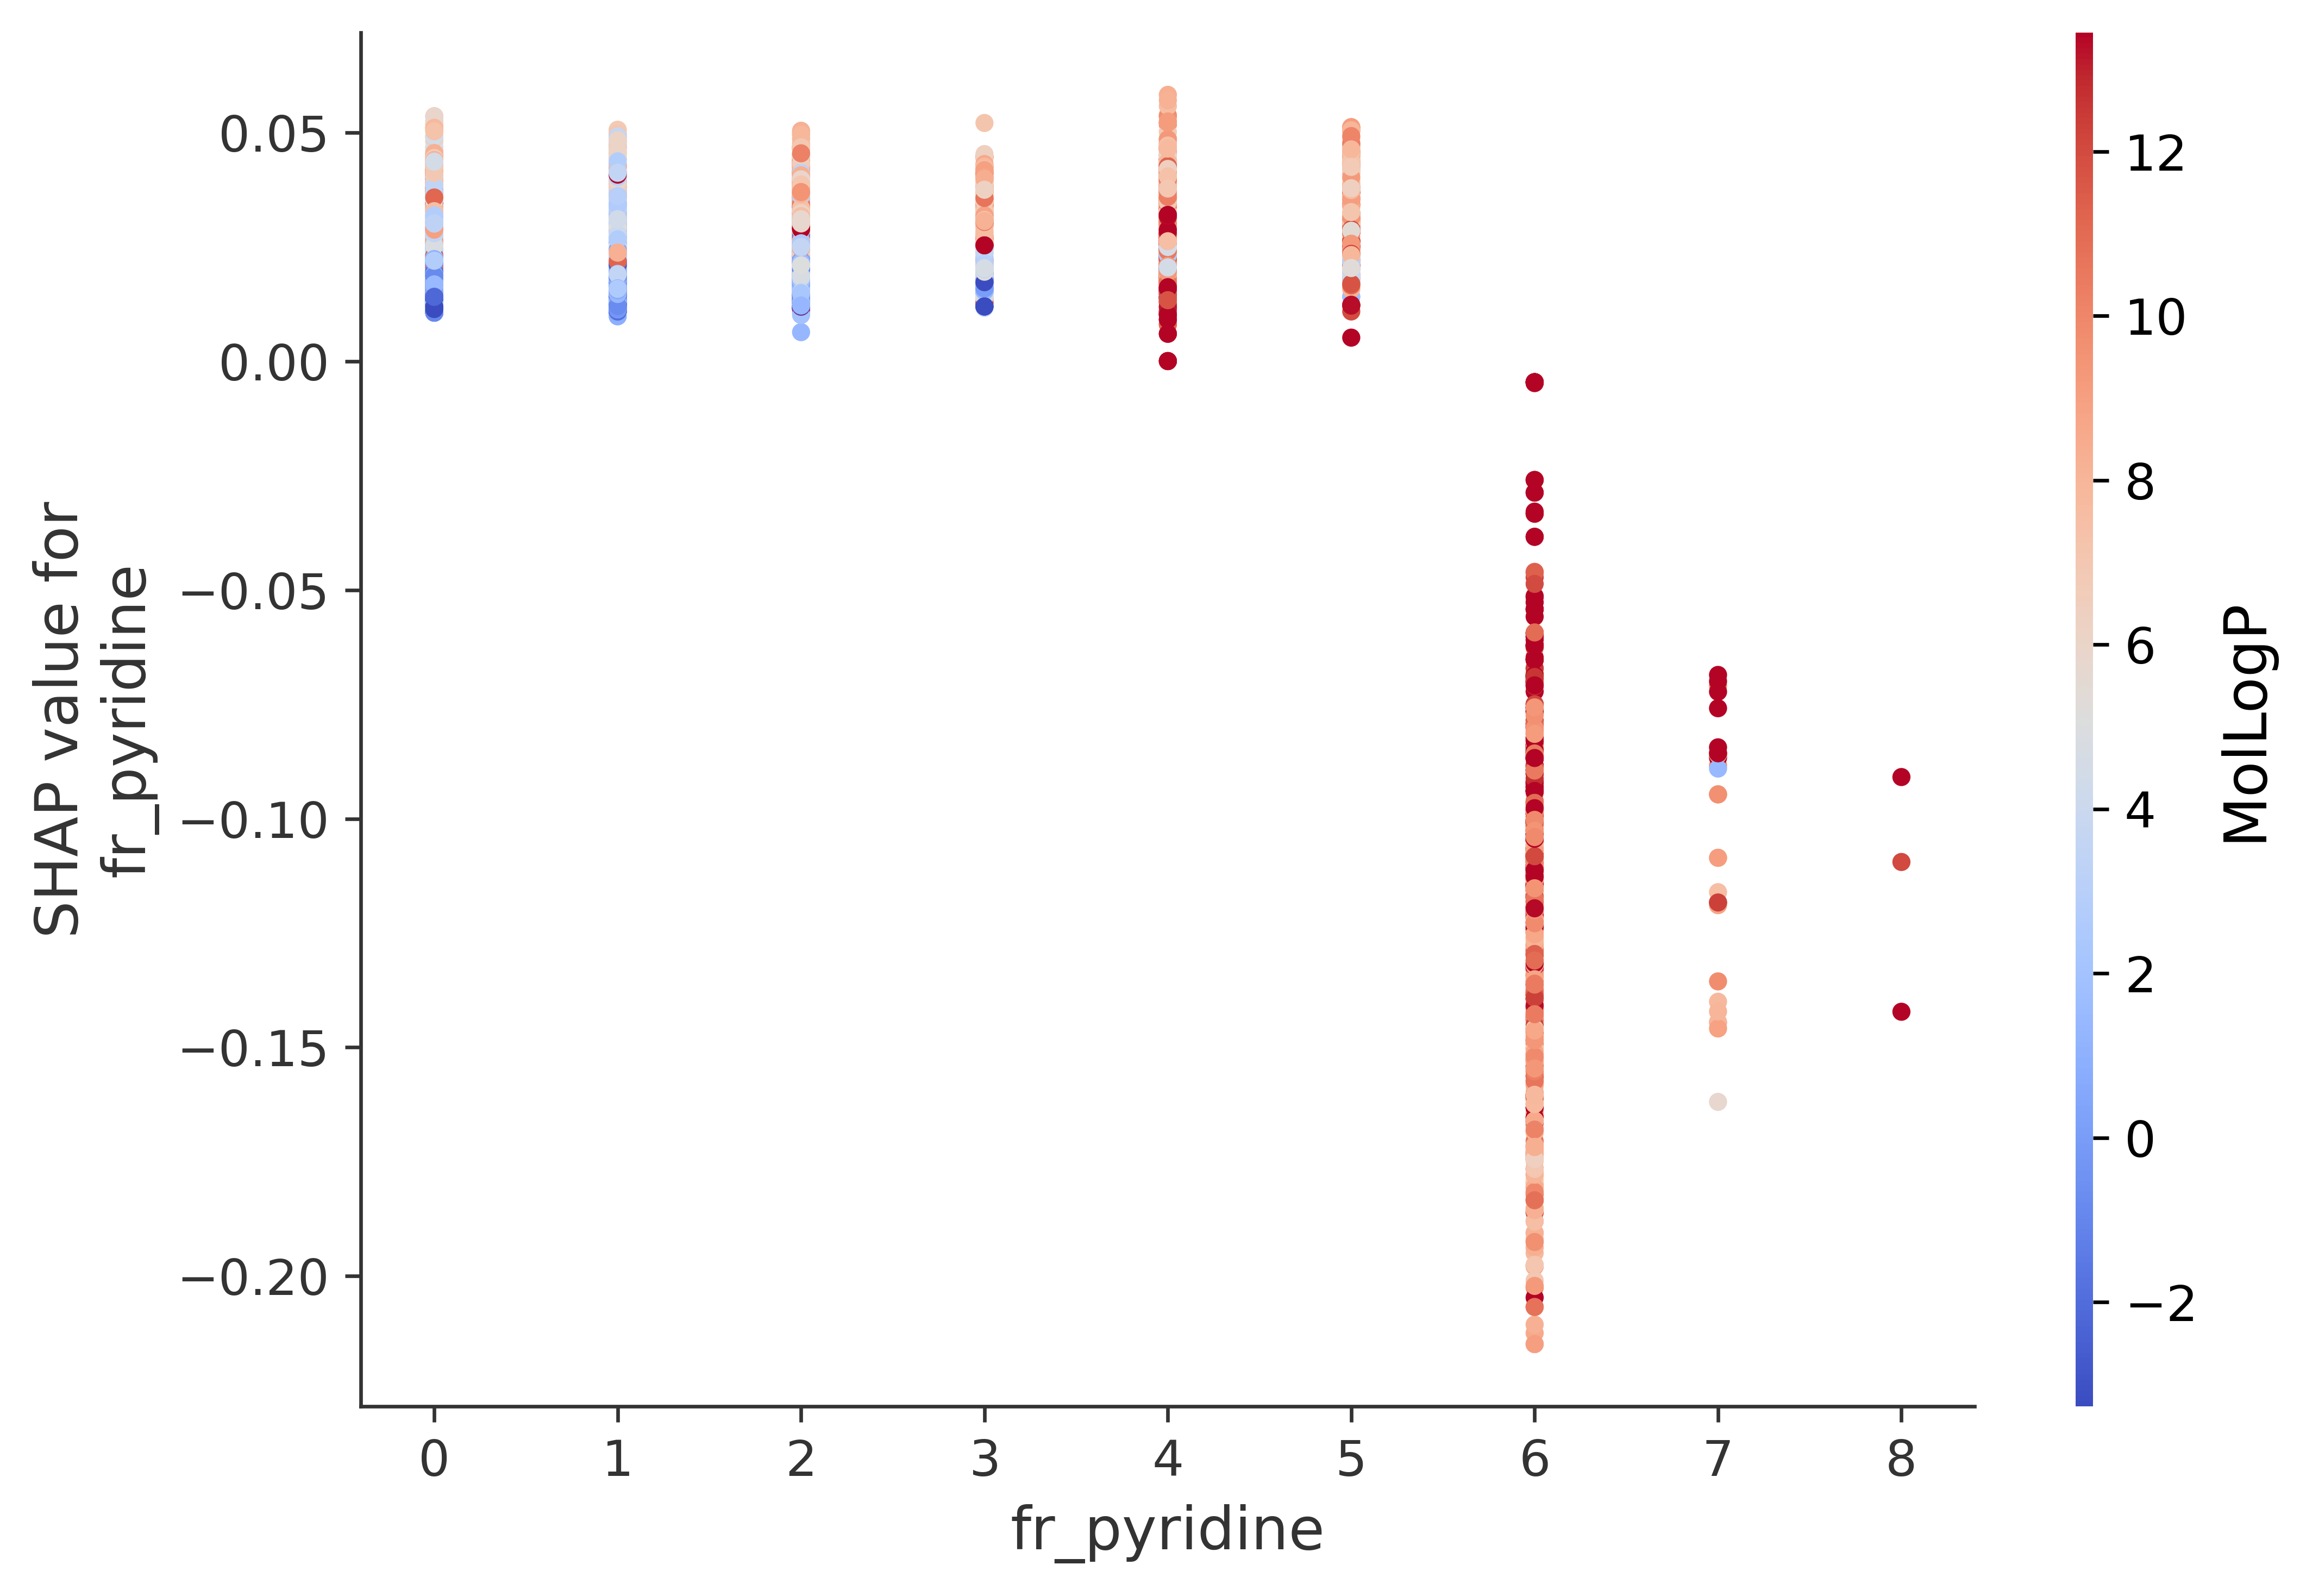 SHAP value for
fr_pyridine
0.05
0.00
−0.05
−0.10
−0.15
−0.20
0 1 2 3 4 5 6 7 8
fr_pyridine
12
10
8
6
4
2
0
−2
MolLogP